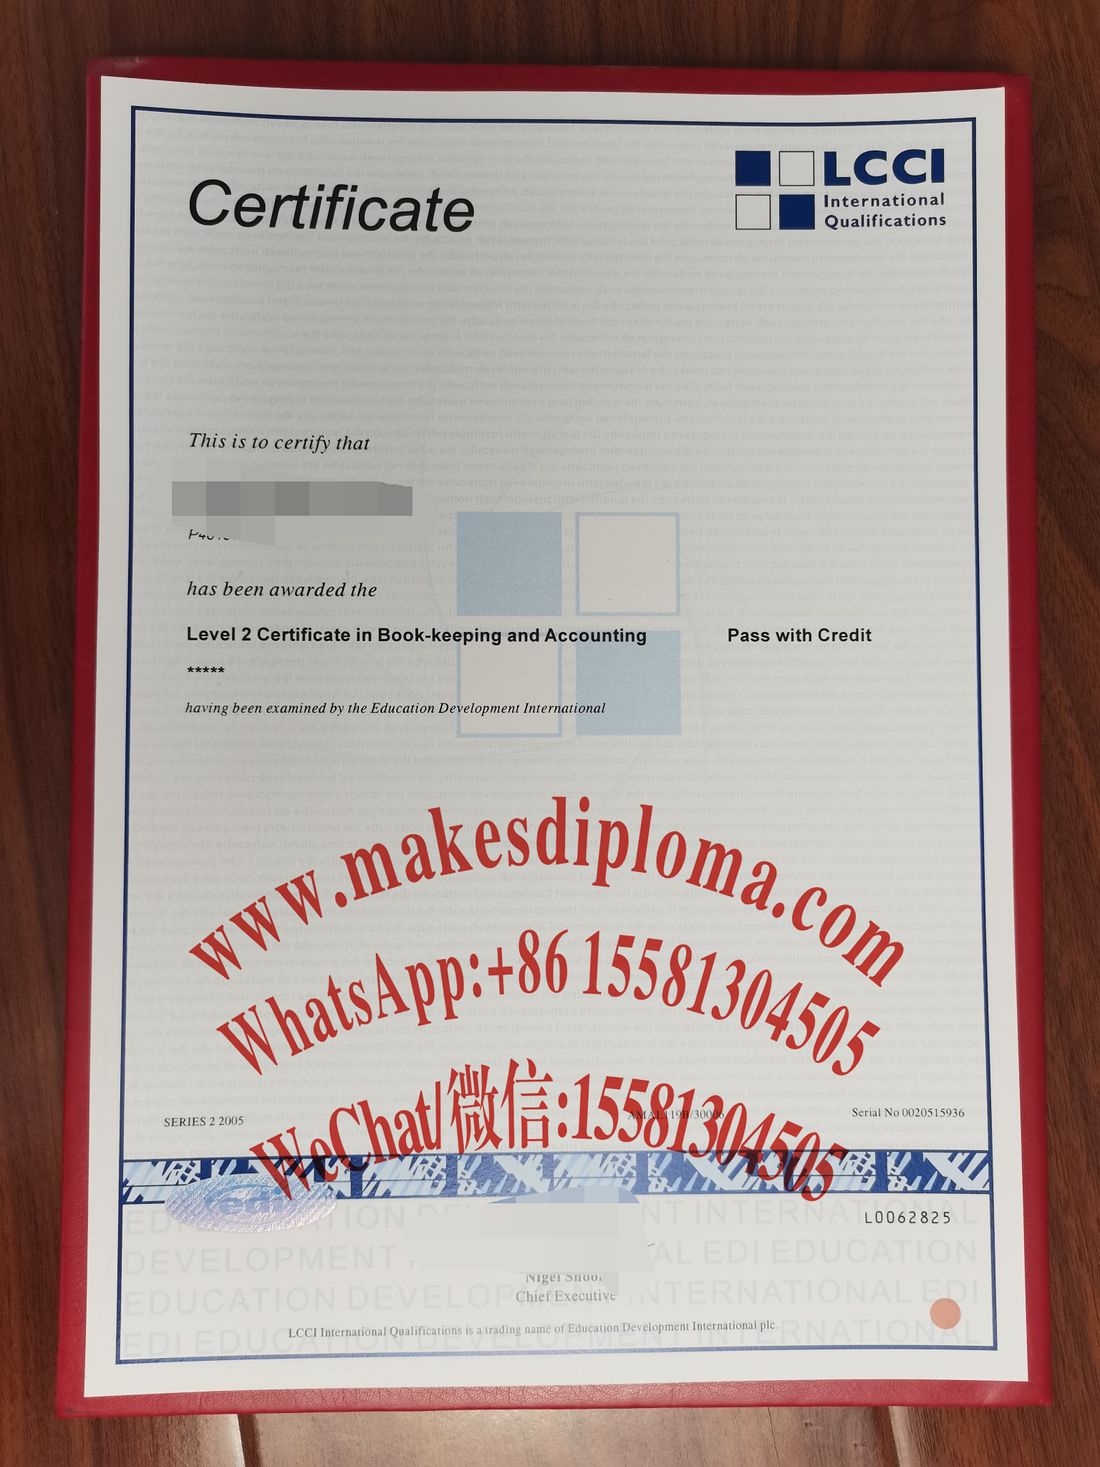 Certificate
LCCI
International
Qualifications
This is to certify that
has been awarded the
Level 2 Certificate in Book-keeping and Accounting Pass with Credit
*****
having been examined by the Education Development International
www.makesdiploma.com
WhatsApp:+86 15581304505
WeChat/微信:15581304505
SERIES 2 2005
Serial No 0020515936
edi
L0062825
Nigel
Chief Executive
LCCI International Qualifications is a trading name of Education Development International plc.